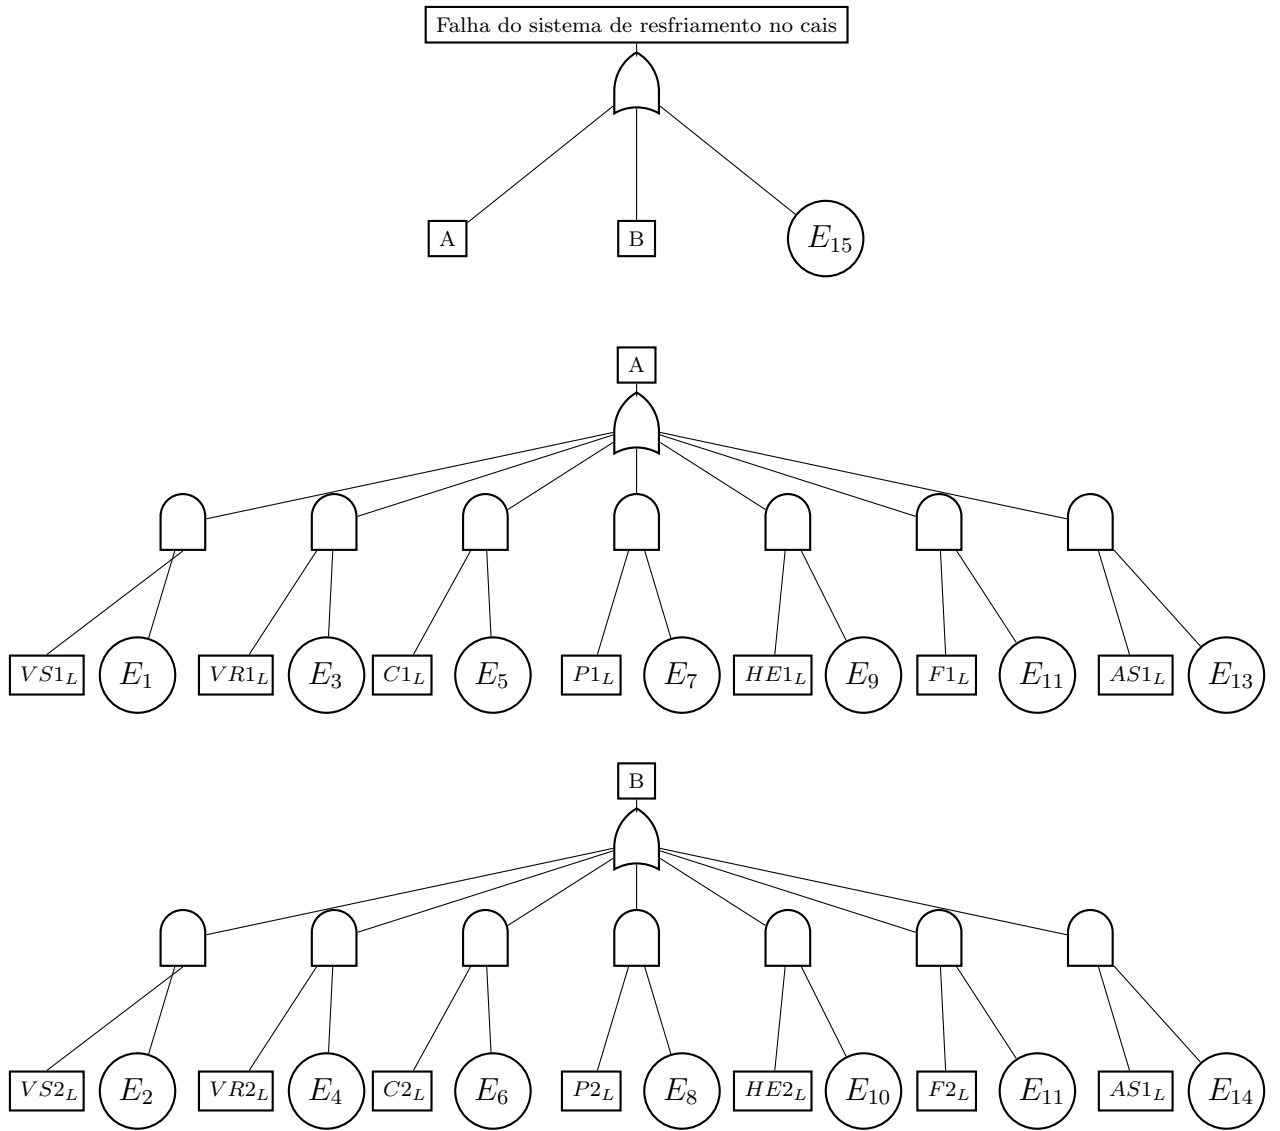 Falha do sistema de resfriamento no cais
A B E15
A
VS1L E1 VR1L E3 C1L E5 P1L E7 HE1L E9 F1L E11 AS1L E13
B
VS2L E2 VR2L E4 C2L E6 P2L E8 HE2L E10 F2L E11 AS1L E14